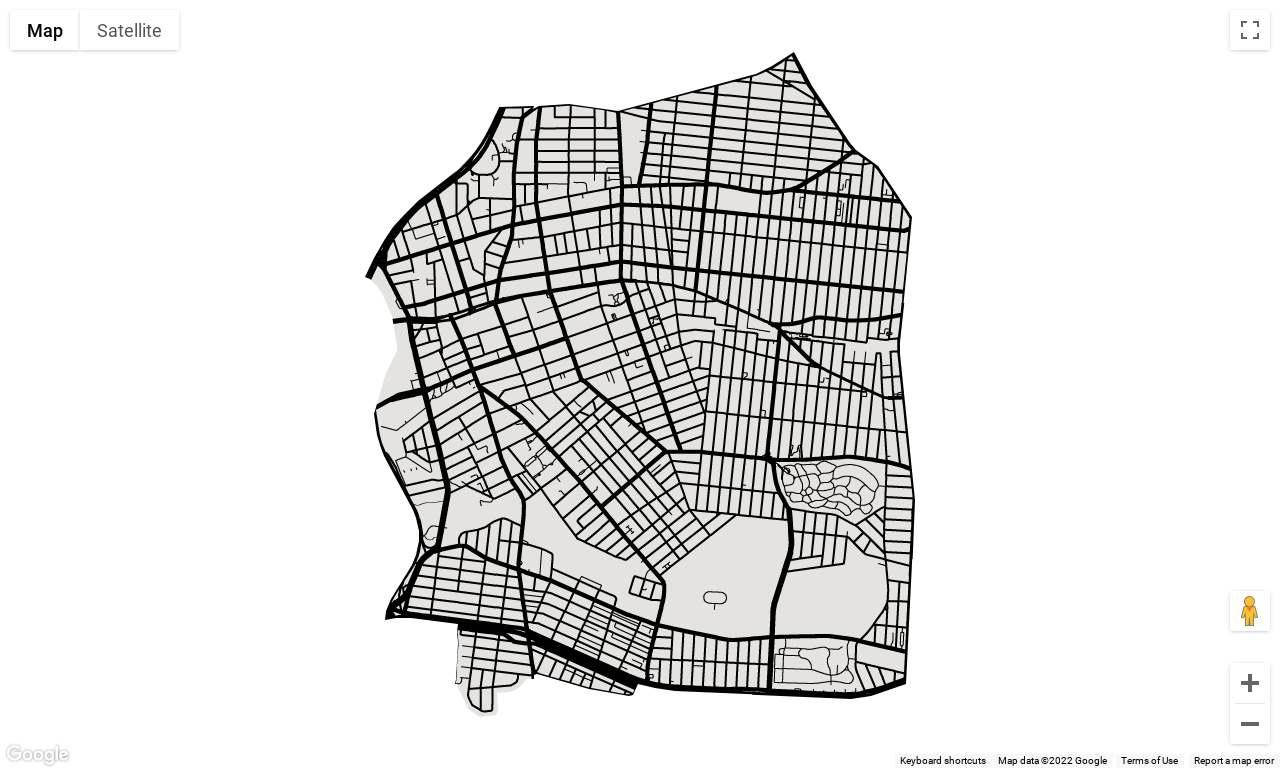 Map Satellite
Google
Keyboard shortcuts Map data ©2022 Google Terms of Use Report a map error